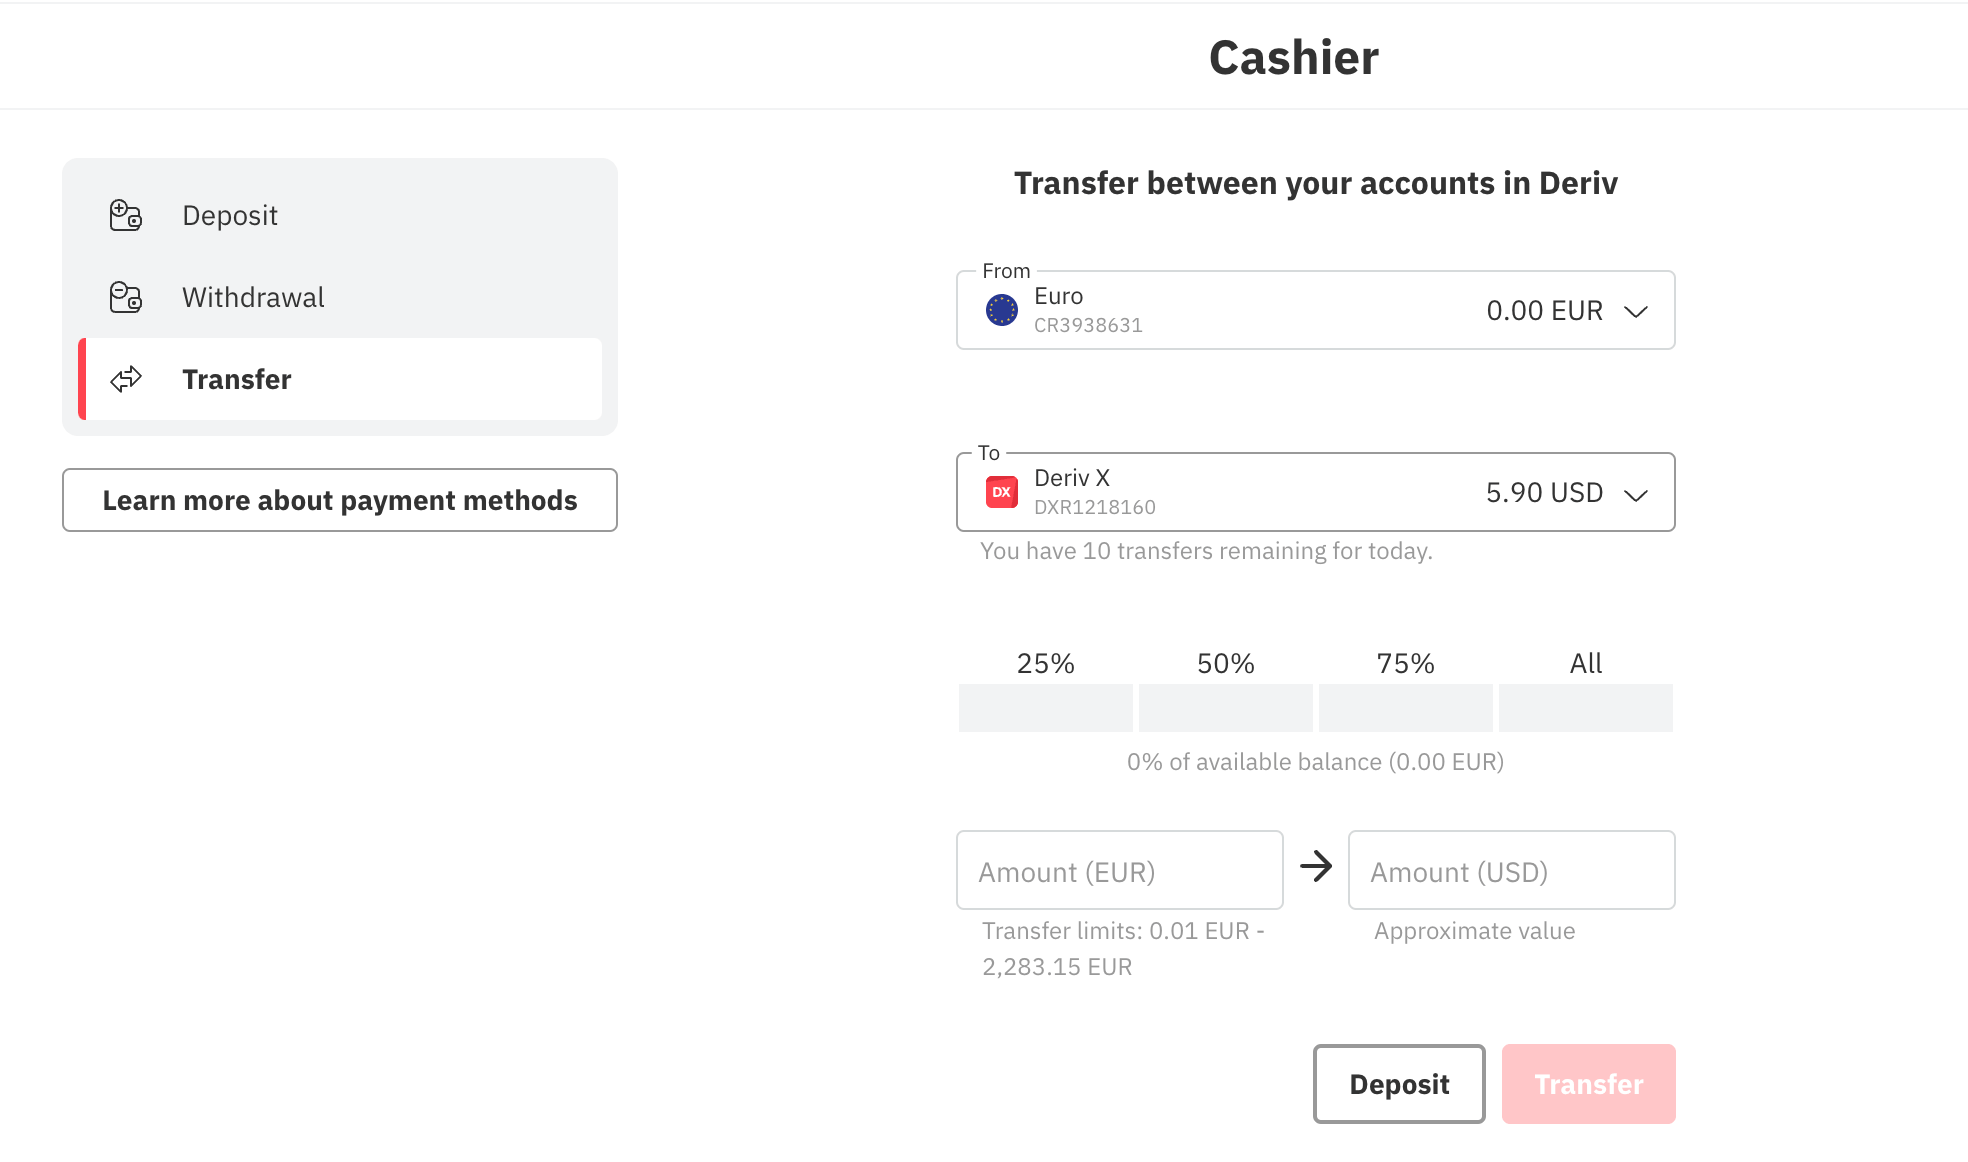 Cashier
Deposit
Withdrawal
Transfer
Learn more about payment methods
Transfer between your accounts in Deriv
From
Euro
CR3938631
0.00 EUR
To
DX
Deriv X
DXR1218160
5.90 USD
You have 10 transfers remaining for today.
25% 50% 75% All
0% of available balance (0.00 EUR)
Amount (EUR)
Amount (USD)
Transfer limits: 0.01 EUR -
2,283.15 EUR
Approximate value
Deposit
Transfer